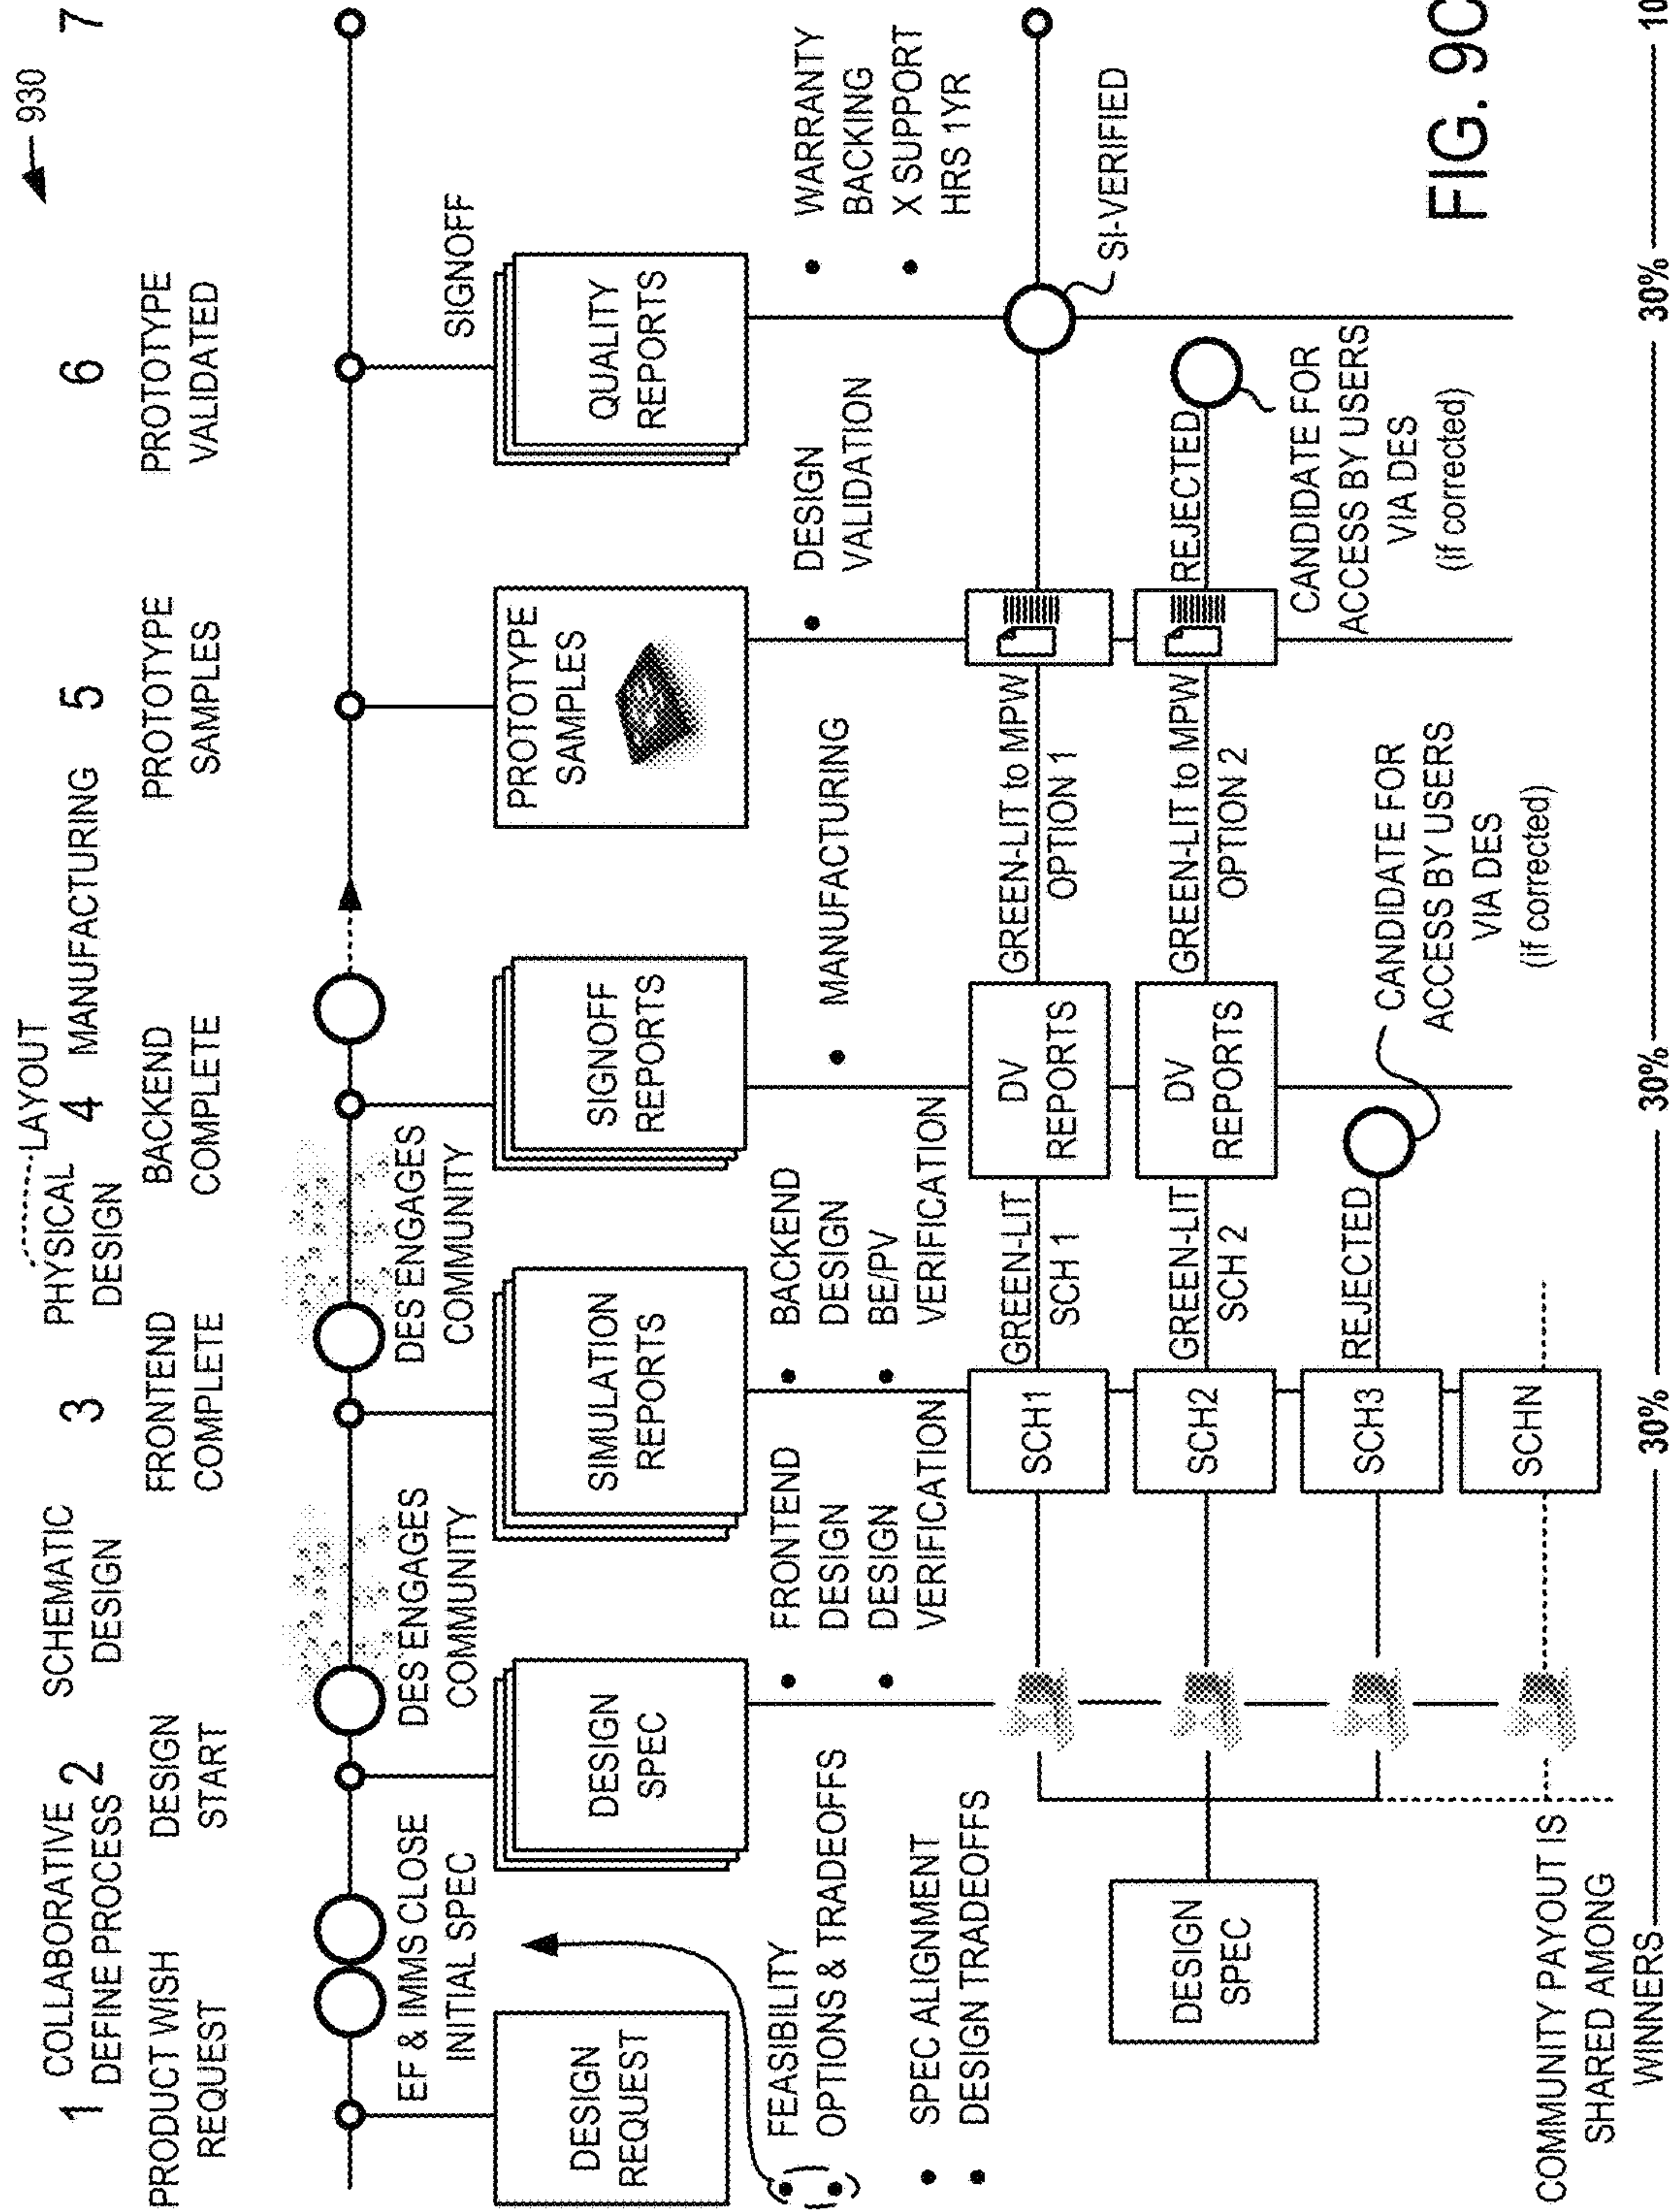 930
1
COLLABORATIVE
DEFINE PROCESS
2
SCHEMATIC
DESIGN
3
PHYSICAL
DESIGN
LAYOUT
4
MANUFACTURING
5
6
7
PRODUCT WISH
REQUEST
DESIGN
START
FRONTEND
COMPLETE
BACKEND
COMPLETE
PROTOTYPE
SAMPLES
PROTOTYPE
VALIDATED
EF & IMMS CLOSE
INITIAL SPEC
DES ENGAGES
COMMUNITY
DES ENGAGES
COMMUNITY
SIGNOFF
DESIGN
REQUEST
DESIGN
SPEC
SIMULATION
REPORTS
SIGNOFF
REPORTS
PROTOTYPE
SAMPLES
QUALITY
REPORTS
• FEASIBILITY
• OPTIONS & TRADEOFFS
• SPEC ALIGNMENT
• DESIGN TRADEOFFS
• FRONTEND
DESIGN
• DESIGN
VERIFICATION
• BACKEND
DESIGN
• BE/PV
VERIFICATION
• MANUFACTURING
• DESIGN
VALIDATION
• WARRANTY
BACKING
• X SUPPORT
HRS 1YR
DESIGN
SPEC
SCH1
GREEN-LIT
SCH 1
DV
REPORTS
GREEN-LIT to MPW
OPTION 1
SI-VERIFIED
SCH2
GREEN-LIT
SCH 2
DV
REPORTS
GREEN-LIT to MPW
OPTION 2
REJECTED
CANDIDATE FOR
ACCESS BY USERS
VIA DES
(if corrected)
SCH3
REJECTED
CANDIDATE FOR
ACCESS BY USERS
VIA DES
(if corrected)
SCHN
COMMUNITY PAYOUT IS
SHARED AMONG
WINNERS
30%
30%
30%
10
FIG. 9C